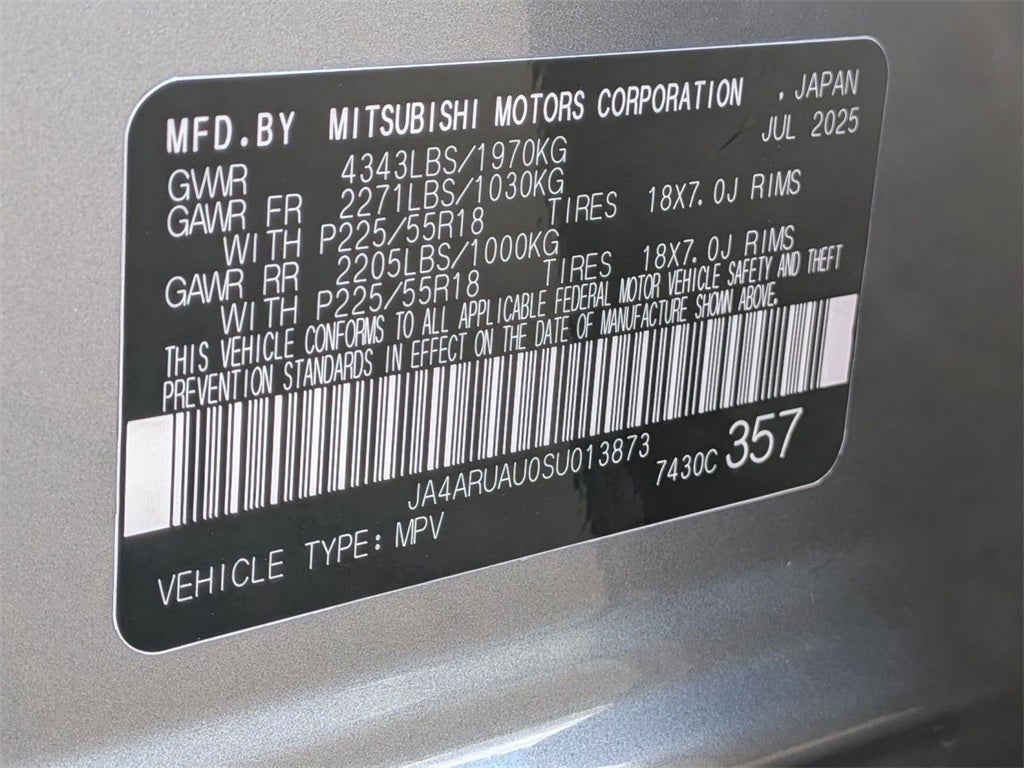 MFD.BY MITSUBISHI MOTORS CORPORATION . JAPAN
JUL 2025
GVWR 4343LBS/1970KG
GAWR FR 2271LBS/1030KG
WITH P225/55R18 TIRES 18X7.0J RIMS
GAWR RR 2205LBS/1000KG
WITH P225/55R18 TIRES 18X7.0J RIMS
THIS VEHICLE CONFORMS TO ALL APPLICABLE FEDERAL MOTOR VEHICLE SAFETY AND THEFT
PREVENTION STANDARDS IN EFFECT ON THE DATE OF MANUFACTURE SHOWN ABOVE.
JA4ARUAU0SU013873 7430C 357
VEHICLE TYPE: MPV